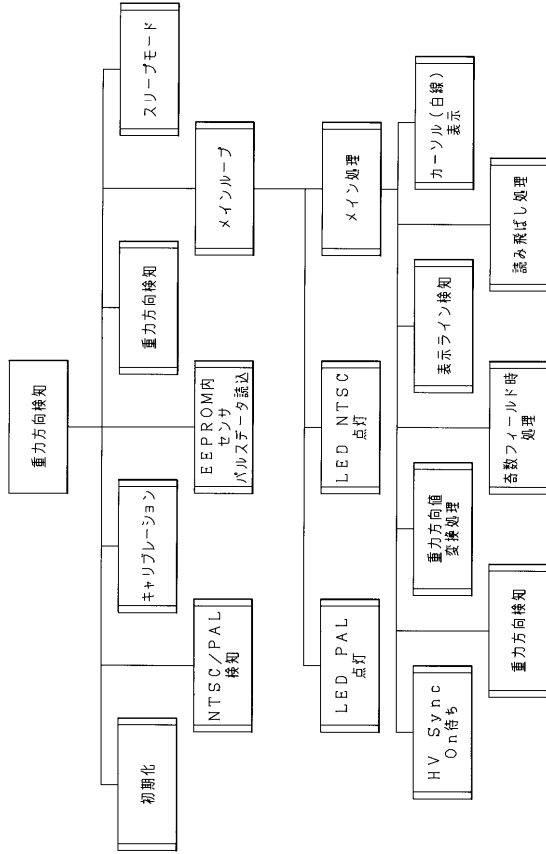 重力方向検知
初期化
NTSC/PAL
検知
キャリブレーション
EEPROM内
センサ
パルスデータ読込
重力方向検知
メインループ
スリープモード
LED PAL
点灯
LED NTSC
点灯
メイン処理
HV Sync
On待ち
重力方向検知
重力方向値
変換処理
奇数フィールド時
処理
表示ライン検知
読み飛ばし処理
カーソル(白線)
表示